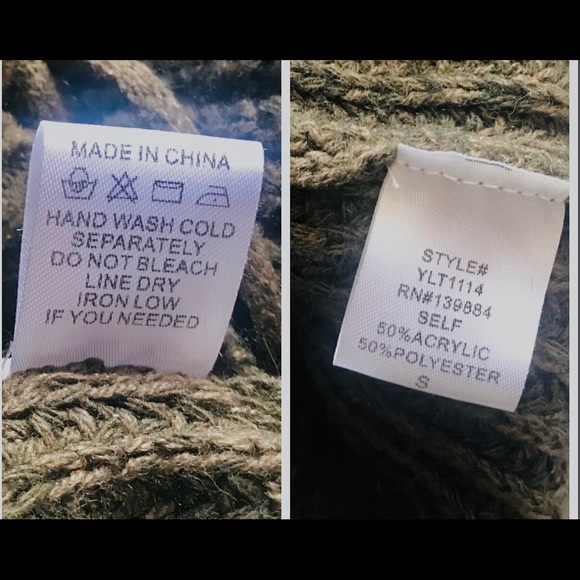 MADE IN CHINA
HAND WASH COLD
SEPARATELY
DO NOT BLEACH
LINE DRY
IRON LOW
IF YOU NEEDED
STYLE#
YLT1114
RN#139884
SELF
50%ACRYLIC
50%POLYESTER
S